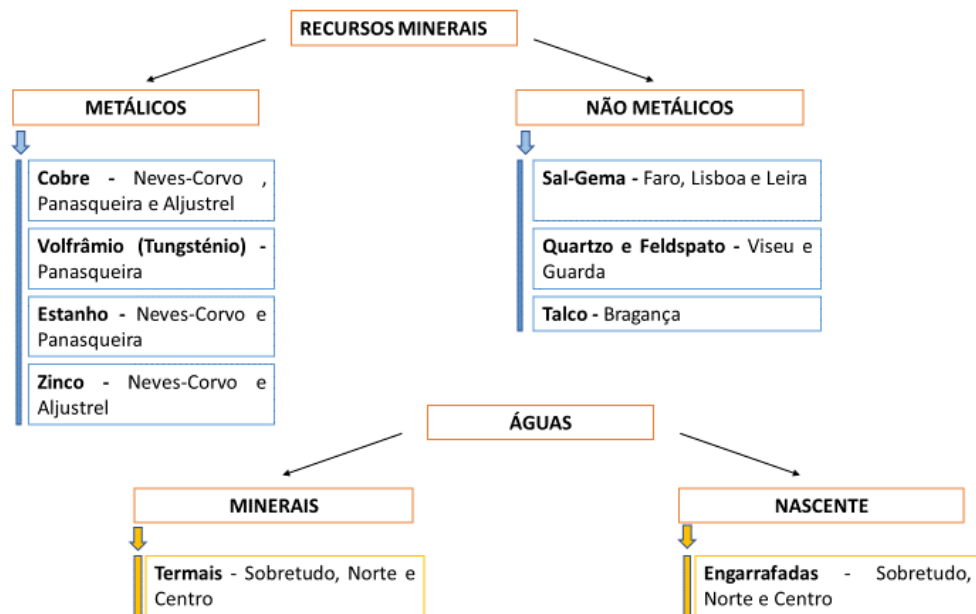 RECURSOS MINERAIS
METÁLICOS
Cobre - Neves-Corvo ,
Panasqueira e Aljustrel
Volfrâmio (Tungsténio) -
Panasqueira
Estanho - Neves-Corvo e
Panasqueira
Zinco - Neves-Corvo e
Aljustrel
NÃO METÁLICOS
Sal-Gema - Faro, Lisboa e Leira
Quartzo e Feldspato - Viseu e
Guarda
Talco - Bragança
ÁGUAS
MINERAIS
Termais - Sobretudo, Norte e
Centro
NASCENTE
Engarrafadas - Sobretudo,
Norte e Centro